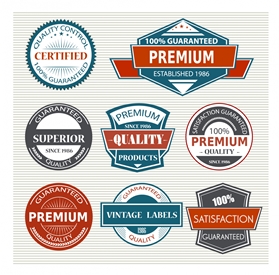 QUALITY CONTROL
CERTIFIED
100% GUARANTEED
100% GUARANTEED
PREMIUM
ESTABLISHED 1986
GUARANTEED
SUPERIOR
SINCE 1986
QUALITY
PREMIUM
SINCE 1986
QUALITY
PRODUCTS
SATISFACTION GUARANTEED
100%
PREMIUM
- QUALITY -
GUARANTEED
PREMIUM
QUALITY
GUARANTEED
VINTAGE LABELS
1986
QUALITY
100%
SATISFACTION
GUARANTEED